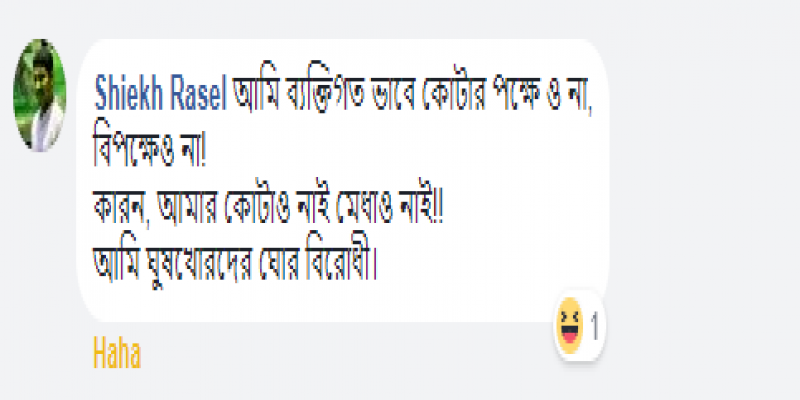 Shiekh Rasel আমি ব্যক্তিগত ভাবে কোটার পক্ষে ও না,
বিপক্ষেও না!
কারন, আমার কোটাও নাই মেধাও নাই!!
আমি ঘুষখোরদের ঘোর বিরোধী।
1
Haha